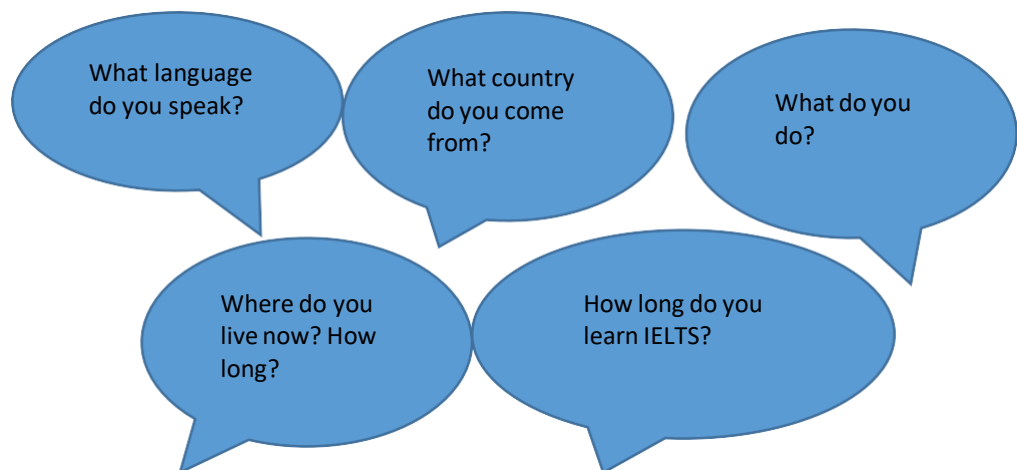 What language
do you speak?
What country
do you come
from?
What do you
do?
Where do you
live now? How
long?
How long do you
learn IELTS?